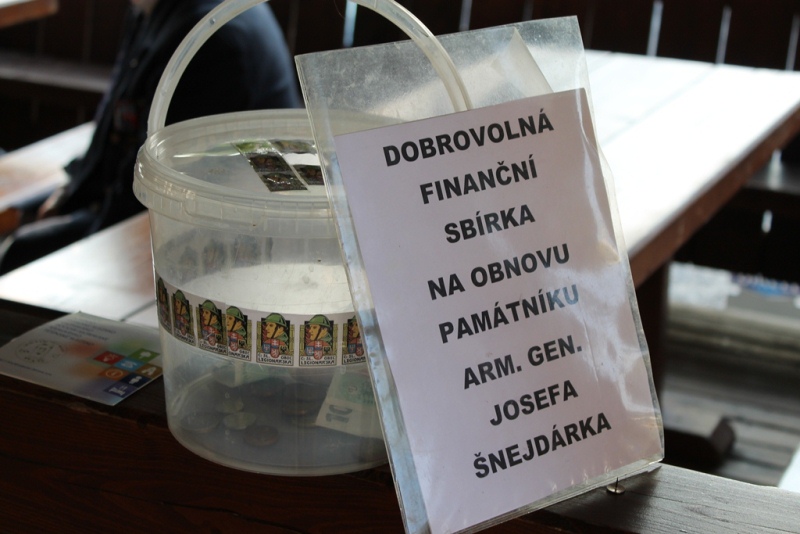 DOBROVOLNÁ
FINANČNÍ
SBÍRKA
NA OBNOVU
PAMÁTNÍKU
ARM. GEN.
JOSEFA
ŠNEJDÁRKA